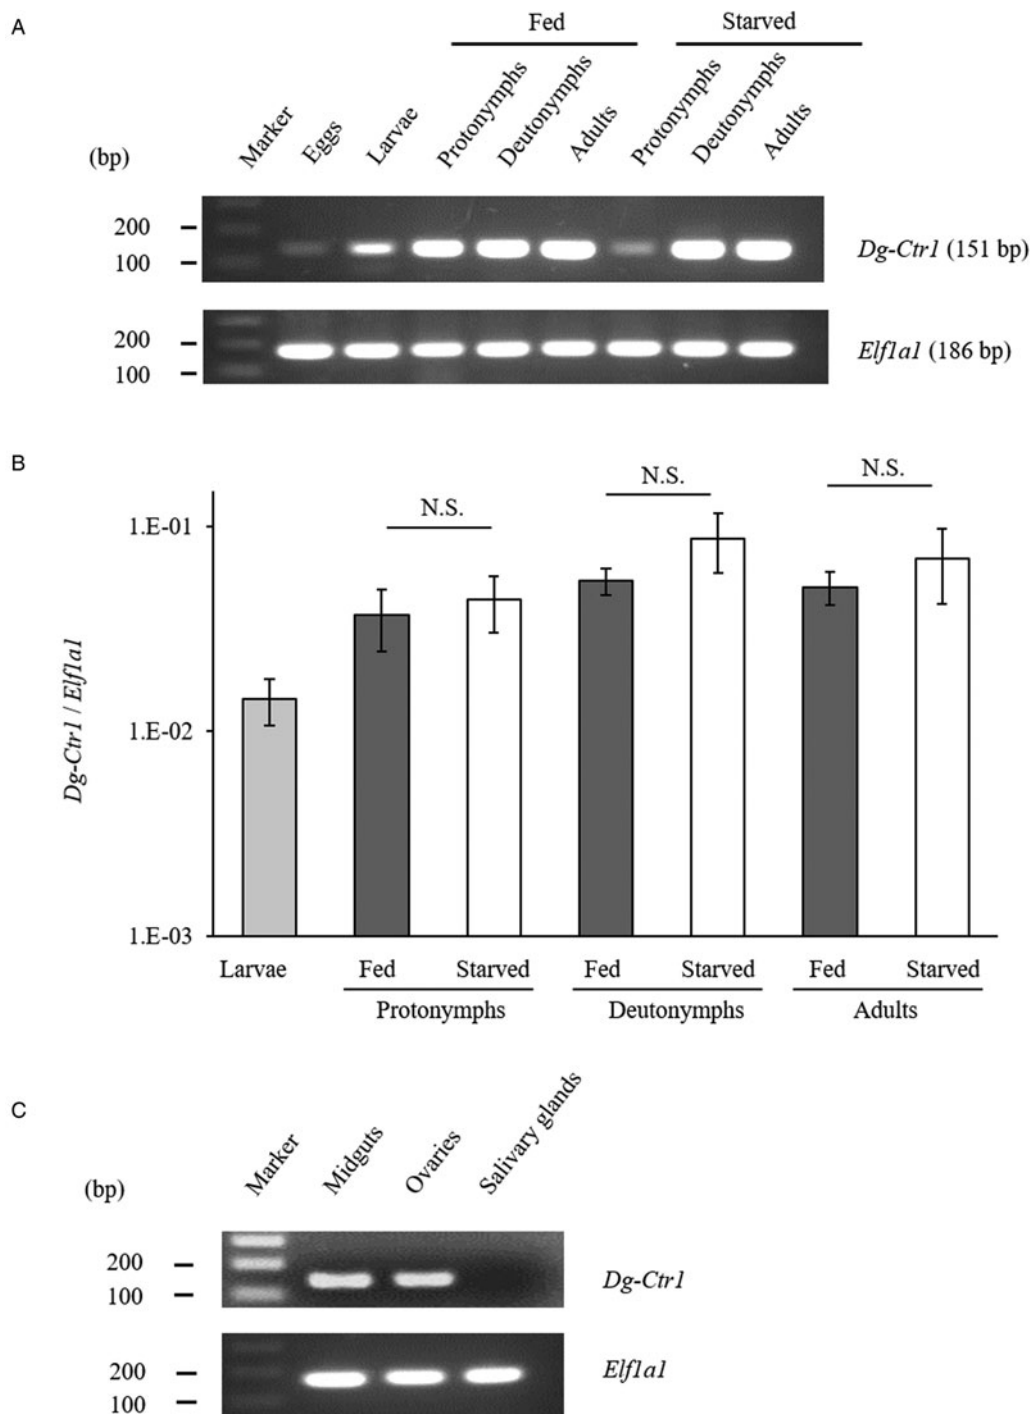 A
Fed Starved
Marker Eggs Larvae Protonymphs Deutonymphs Adults Protonymphs Deutonymphs Adults
(bp)
200
100
Dg-Ctr1 (151 bp)
200
100
Elf1a1 (186 bp)
B
N.S. N.S. N.S.
1.E-01
1.E-02
1.E-03
Dg-Ctr1 / Elf1a1
Larvae Fed Starved Fed Starved Fed Starved
Protonymphs Deutonymphs Adults
C
Marker Midguts Ovaries Salivary glands
(bp)
200
100
Dg-Ctr1
200
100
Elf1a1